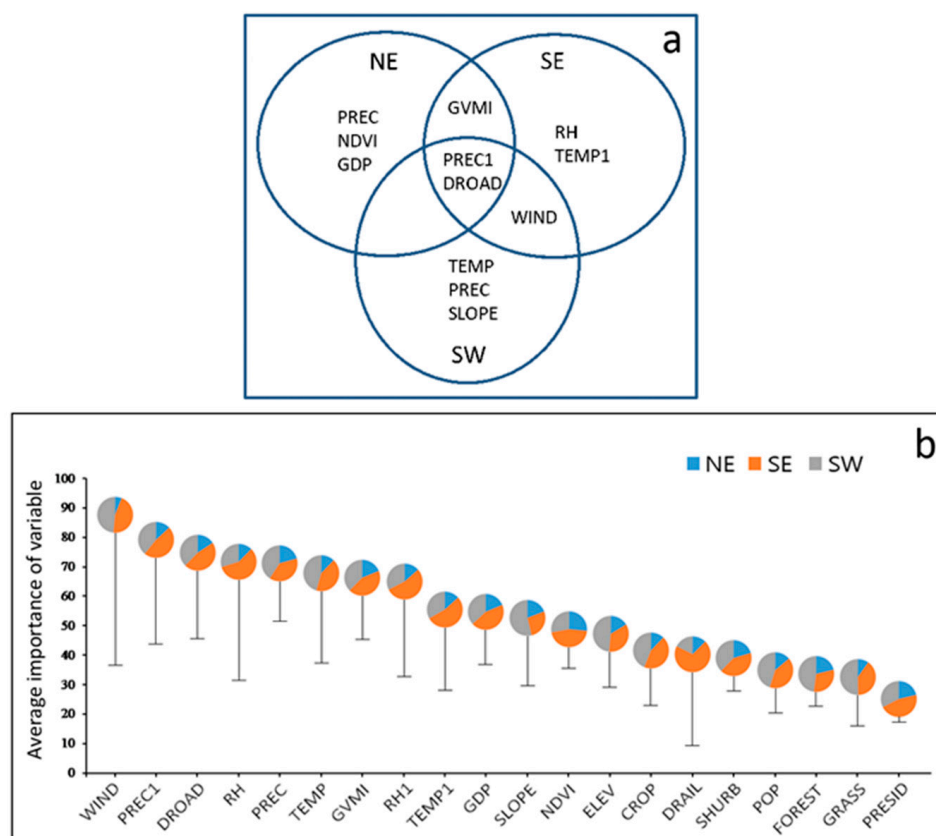 a
NE
SE
GVMI
PREC
NDVI
GDP
RH
TEMP1
PREC1
DROAD
WIND
TEMP
PREC
SLOPE
SW
b
NE SE SW
Average importance of variable
100
90
80
70
60
50
40
30
20
10
0
WIND PREC1 DROAD RH PREC TEMP GVMI RH1 TEMP1 GDP SLOPE NDVI ELEV CROP DRAIL SHURB POP FOREST GRASS PRESID